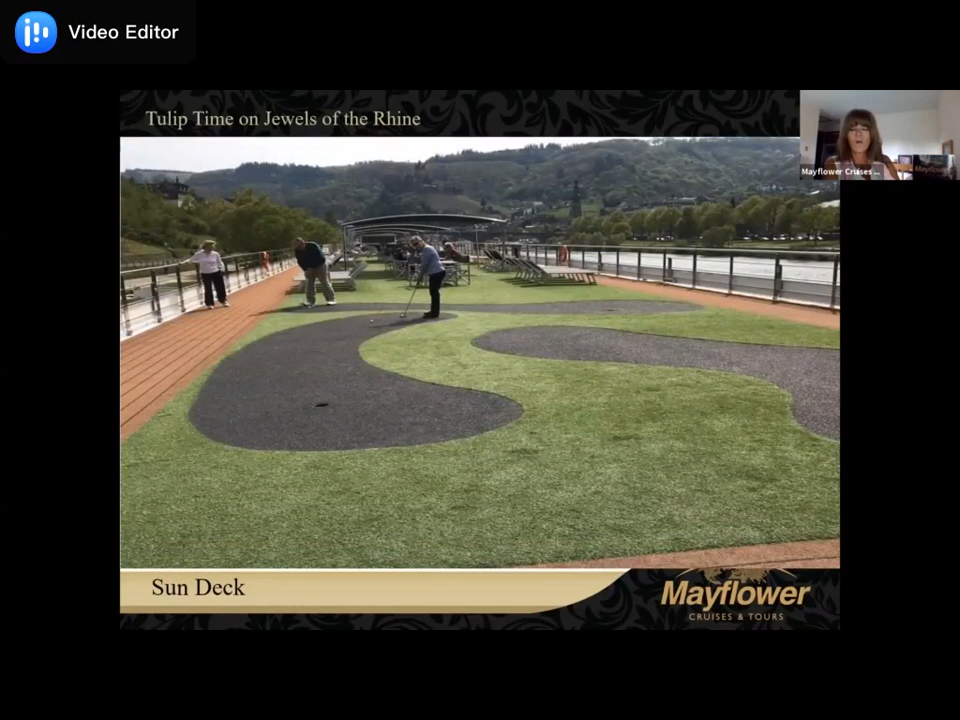 Video Editor
Tulip Time on Jewels of the Rhine
Mayflower Cruises ...
Sun Deck
Mayflower
CRUISES & TOURS